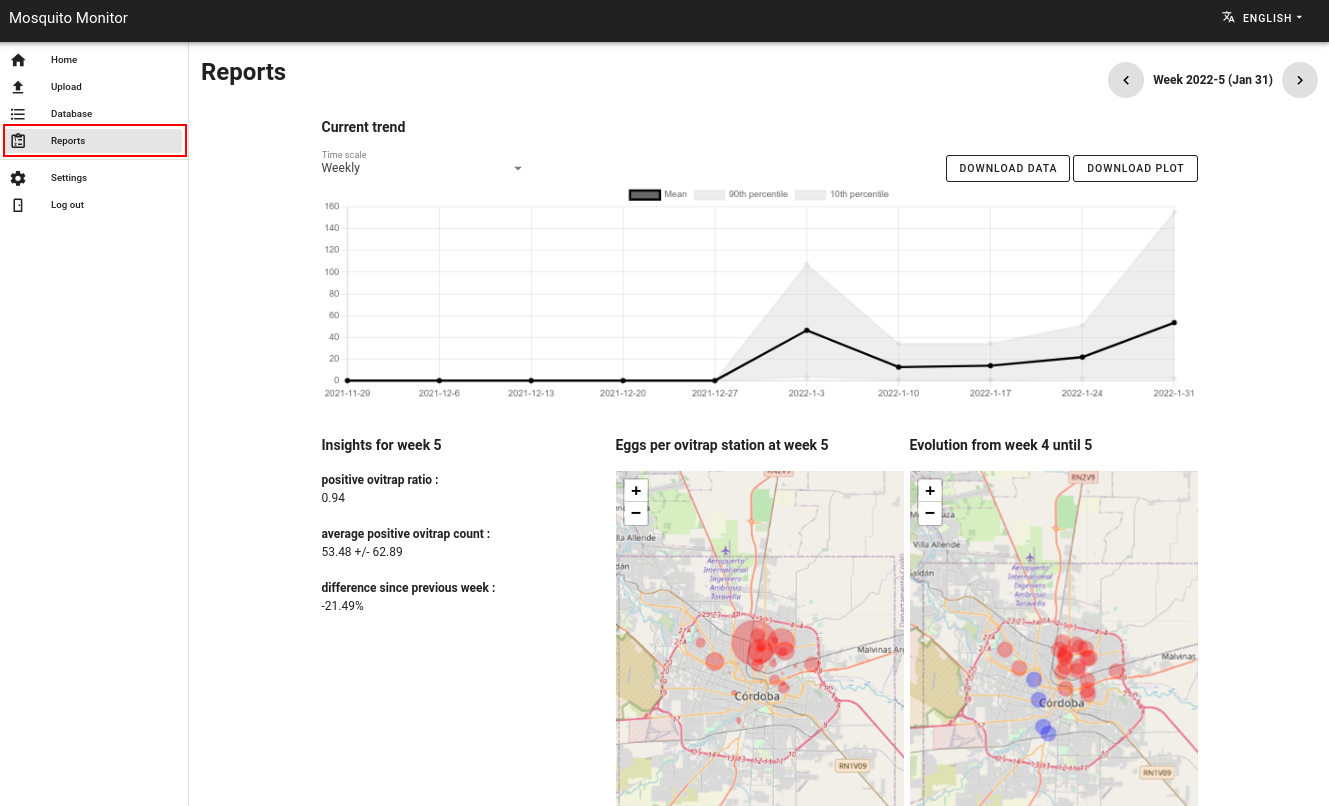 Mosquito Monitor
ENGLISH
Home
Upload
Database
Reports
Settings
Log out
Reports
Week 2022-5 (Jan 31)
Current trend
Time scale
Weekly
DOWNLOAD DATA
DOWNLOAD PLOT
Mean
90th percentile
10th percentile
160
140
120
100
80
60
40
20
0
2021-11-29
2021-12-6
2021-12-13
2021-12-20
2021-12-27
2022-1-3
2022-1-10
2022-1-17
2022-1-24
2022-1-31
Insights for week 5
positive ovitrap ratio :
0.94
average positive ovitrap count :
53.48 +/- 62.89
difference since previous week :
-21.49%
Eggs per ovitrap station at week 5
+
−
lla Allende
dán
Aeropuerto
Internacional
Ingeniero
Ambrosio
Taravella
Malvinas Ar
Córdoba
RN1V09
Evolution from week 4 until 5
+
−
RN2V9
Villa Allende
aldán
Aeropuerto
Internacional
Ingeniero
Ambrosio
Taravella
Malvinas
Córdoba
RN1V09